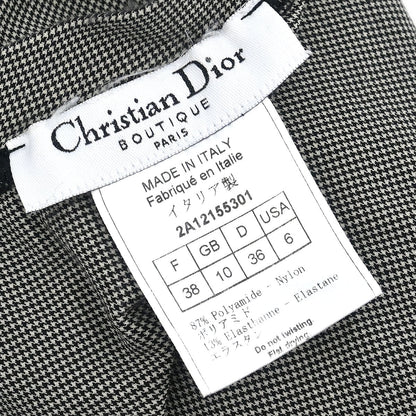 Christian Dior
BOUTIQUE
PARIS
MADE IN ITALY
Fabriqué en Italie
イタリア製
2A12155301
F GB D USA
38 10 36 6
87% Polyamide - Nylon
ポリアミド
13% Elasthanne - Elastane
エラスタン
Do not twisting.
Flat drying.